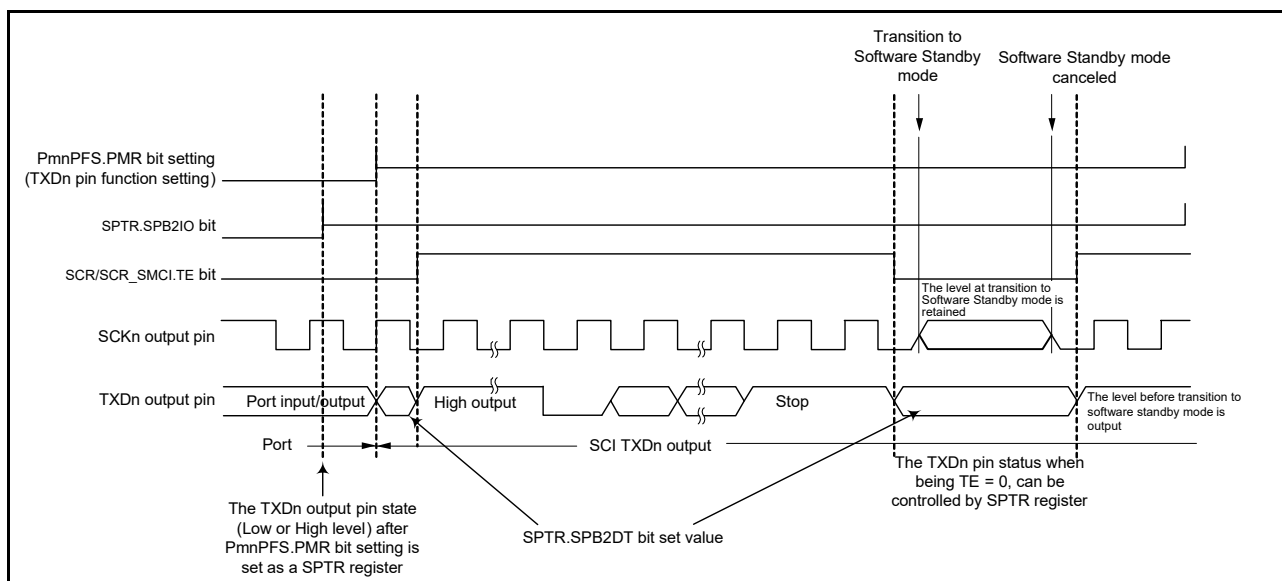 Transition to
Software Standby
mode
Software Standby mode
canceled
PmnPFS.PMR bit setting
(TXDn pin function setting)
SPTR.SPB2IO bit
SCR/SCR_SMCI.TE bit
The level at transition to
Software Standby mode is
retained
SCKn output pin
TXDn output pin
Port input/output
High output
Stop
The level before transition to
software standby mode is
output
Port
SCI TXDn output
The TXDn pin status when
being TE = 0, can be
controlled by SPTR register
The TXDn output pin state
(Low or High level) after
PmnPFS.PMR bit setting is
set as a SPTR register
SPTR.SPB2DT bit set value